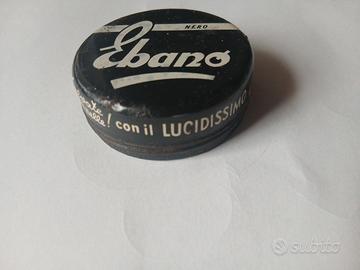 NERO
Ebano
! con il LUCIDISSIMO
subito